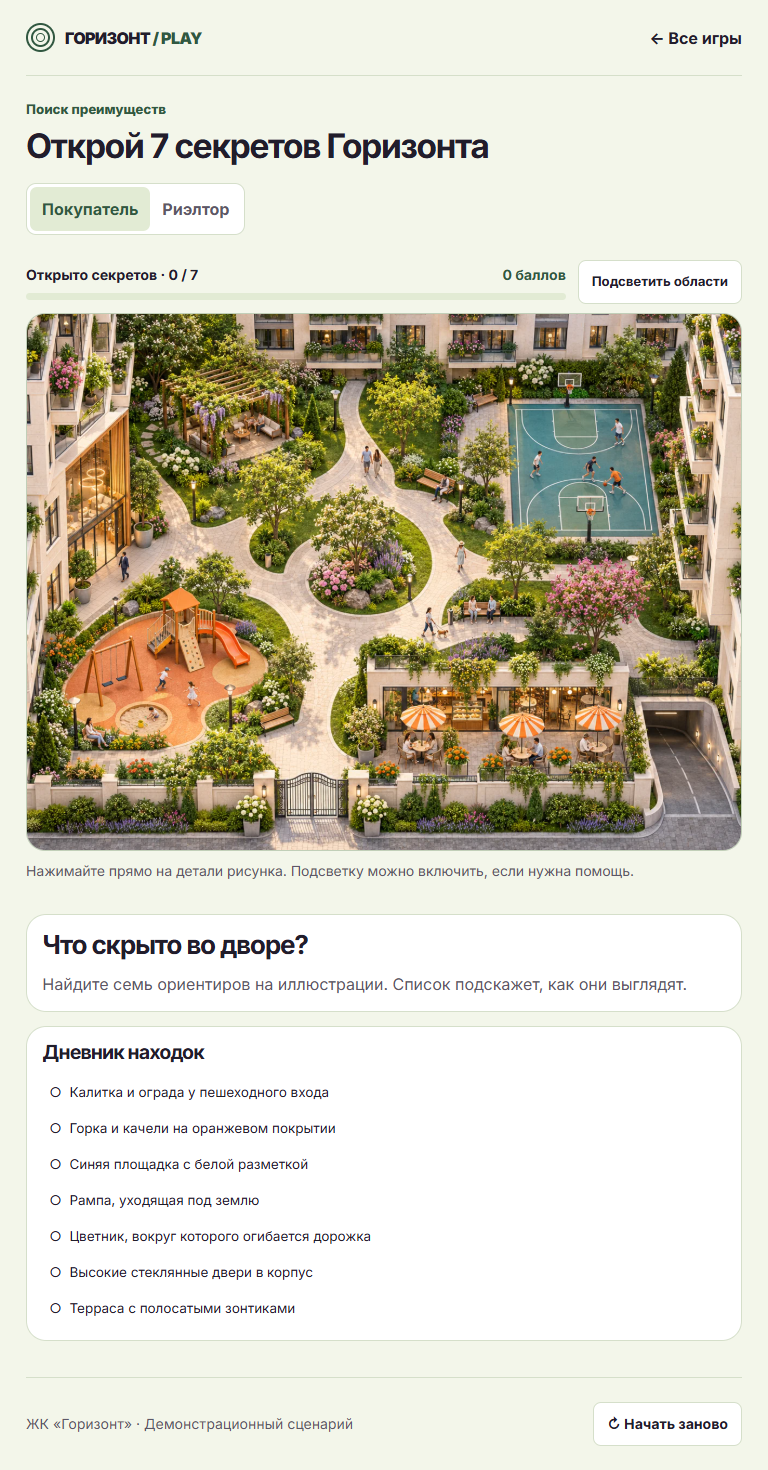 ГОРИЗОНТ / PLAY
← Все игры
Поиск преимуществ
Открой 7 секретов Горизонта
Покупатель
Риэлтор
Открыто секретов · 0 / 7
0 баллов
Подсветить области
Нажимайте прямо на детали рисунка. Подсветку можно включить, если нужна помощь.
Что скрыто во дворе?
Найдите семь ориентиров на иллюстрации. Список подскажет, как они выглядят.
Дневник находок
Калитка и ограда у пешеходного входа
Горка и качели на оранжевом покрытии
Синяя площадка с белой разметкой
Рампа, уходящая под землю
Цветник, вокруг которого огибается дорожка
Высокие стеклянные двери в корпус
Терраса с полосатыми зонтиками
ЖК «Горизонт» · Демонстрационный сценарий
↻ Начать заново